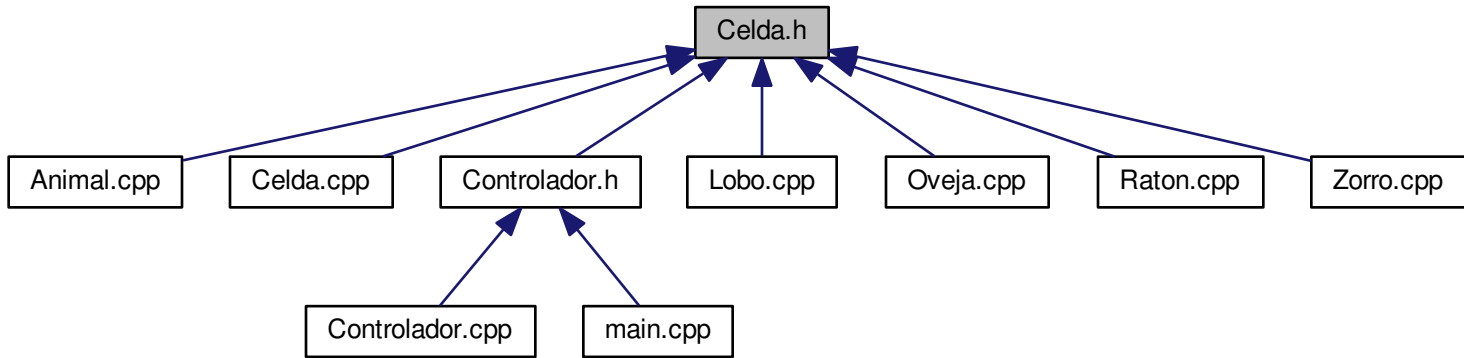 Celda.h
Animal.cpp
Celda.cpp
Controlador.h
Lobo.cpp
Oveja.cpp
Raton.cpp
Zorro.cpp
Controlador.cpp
main.cpp